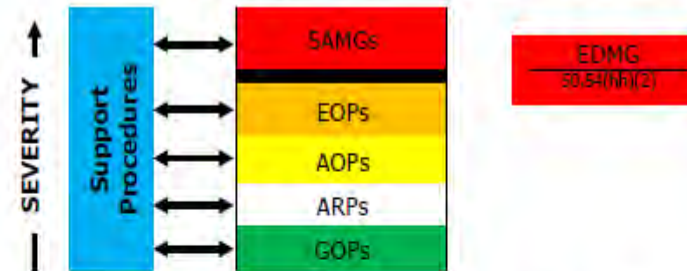 SEVERITY
Support
Procedures
SAMGs
EOPs
AOPs
ARPs
GOPs
EDMG
50.54(hh)(2)